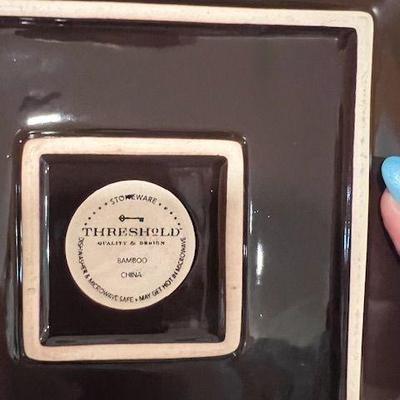 • STONEWARE •
THRESHOLD
QUALITY & DESIGN
BAMBOO
CHINA
DISHWASHER & MICROWAVE SAFE • MAY GET HOT IN MICROWAVE